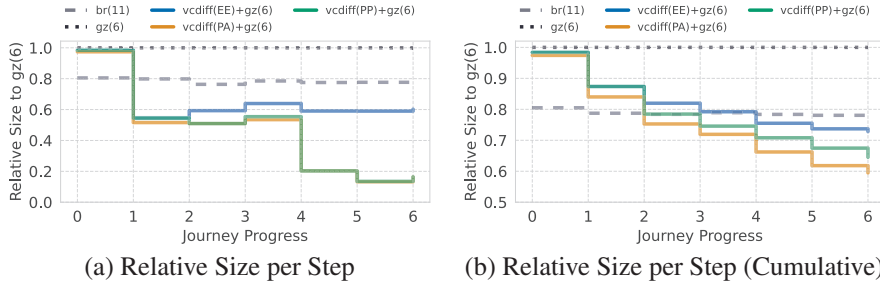 br(11) vcdiff(EE)+gz(6) vcdiff(PP)+gz(6)
gz(6) vcdiff(PA)+gz(6)
Relative Size to gz(6)
1.0
0.8
0.6
0.4
0.2
0.0
0 1 2 3 4 5 6
Journey Progress
(a) Relative Size per Step
br(11) vcdiff(EE)+gz(6) vcdiff(PP)+gz(6)
gz(6) vcdiff(PA)+gz(6)
Relative Size to gz(6)
1.0
0.9
0.8
0.7
0.6
0.5
0 1 2 3 4 5 6
Journey Progress
(b) Relative Size per Step (Cumulative)